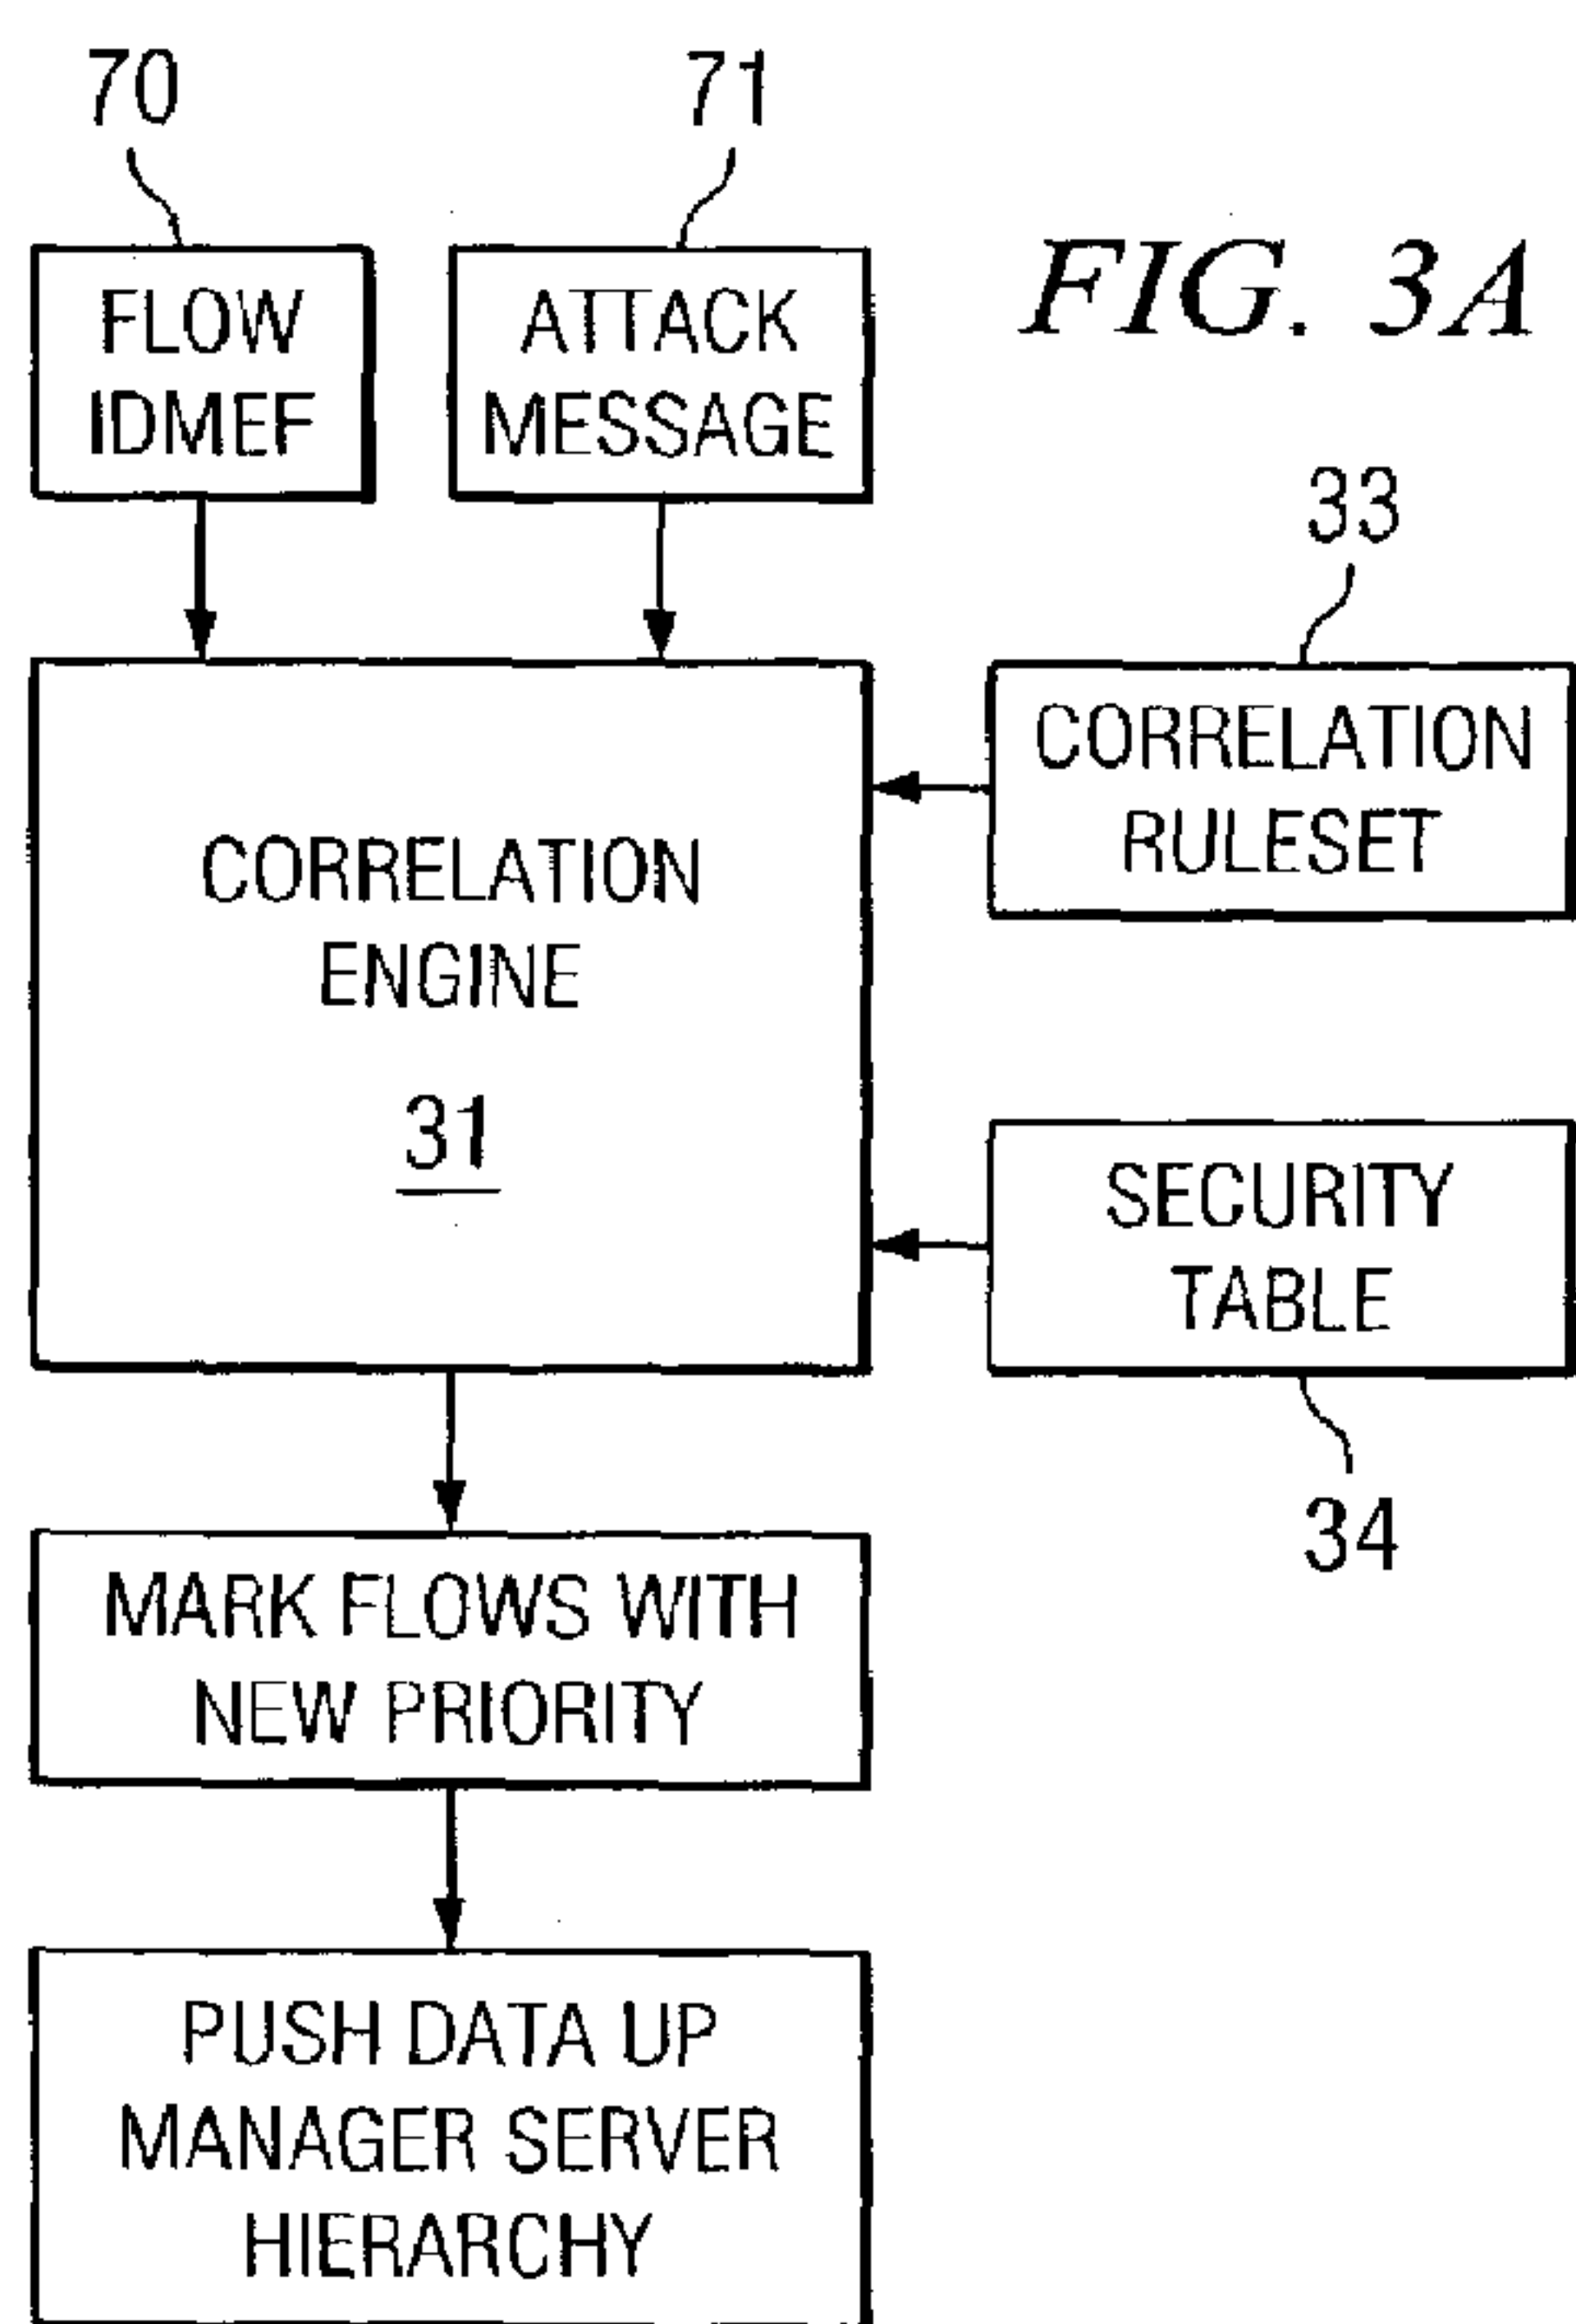 70
71
FLOW
IDMEF
ATTACK
MESSAGE
FIG. 3A
33
CORRELATION
RULESET
CORRELATION
ENGINE
31
SECURITY
TABLE
34
MARK FLOWS WITH
NEW PRIORITY
PUSH DATA UP
MANAGER SERVER
HIERARCHY